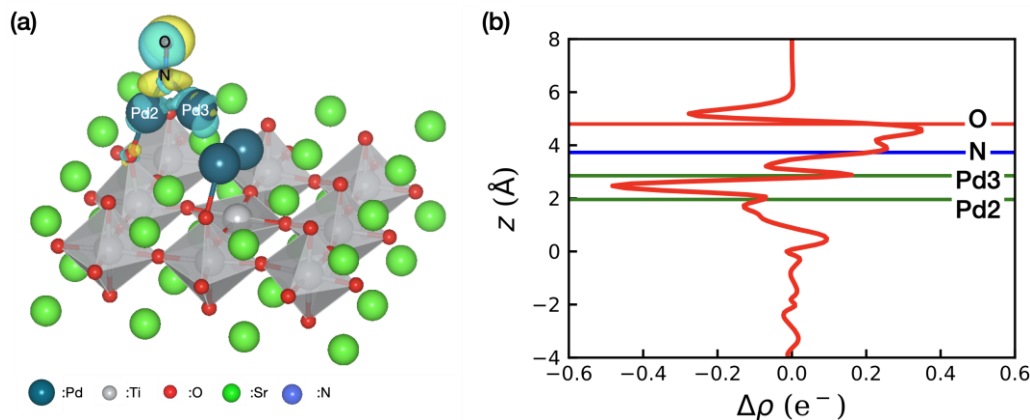 (a)
O
N
Pd2
Pd3
:Pd :Ti :O :Sr :N
(b)
8
6
4
2
0
−2
−4
z (Å)
O
N
Pd3
Pd2
−0.6 −0.4 −0.2 0.0 0.2 0.4 0.6
Δρ (e⁻)